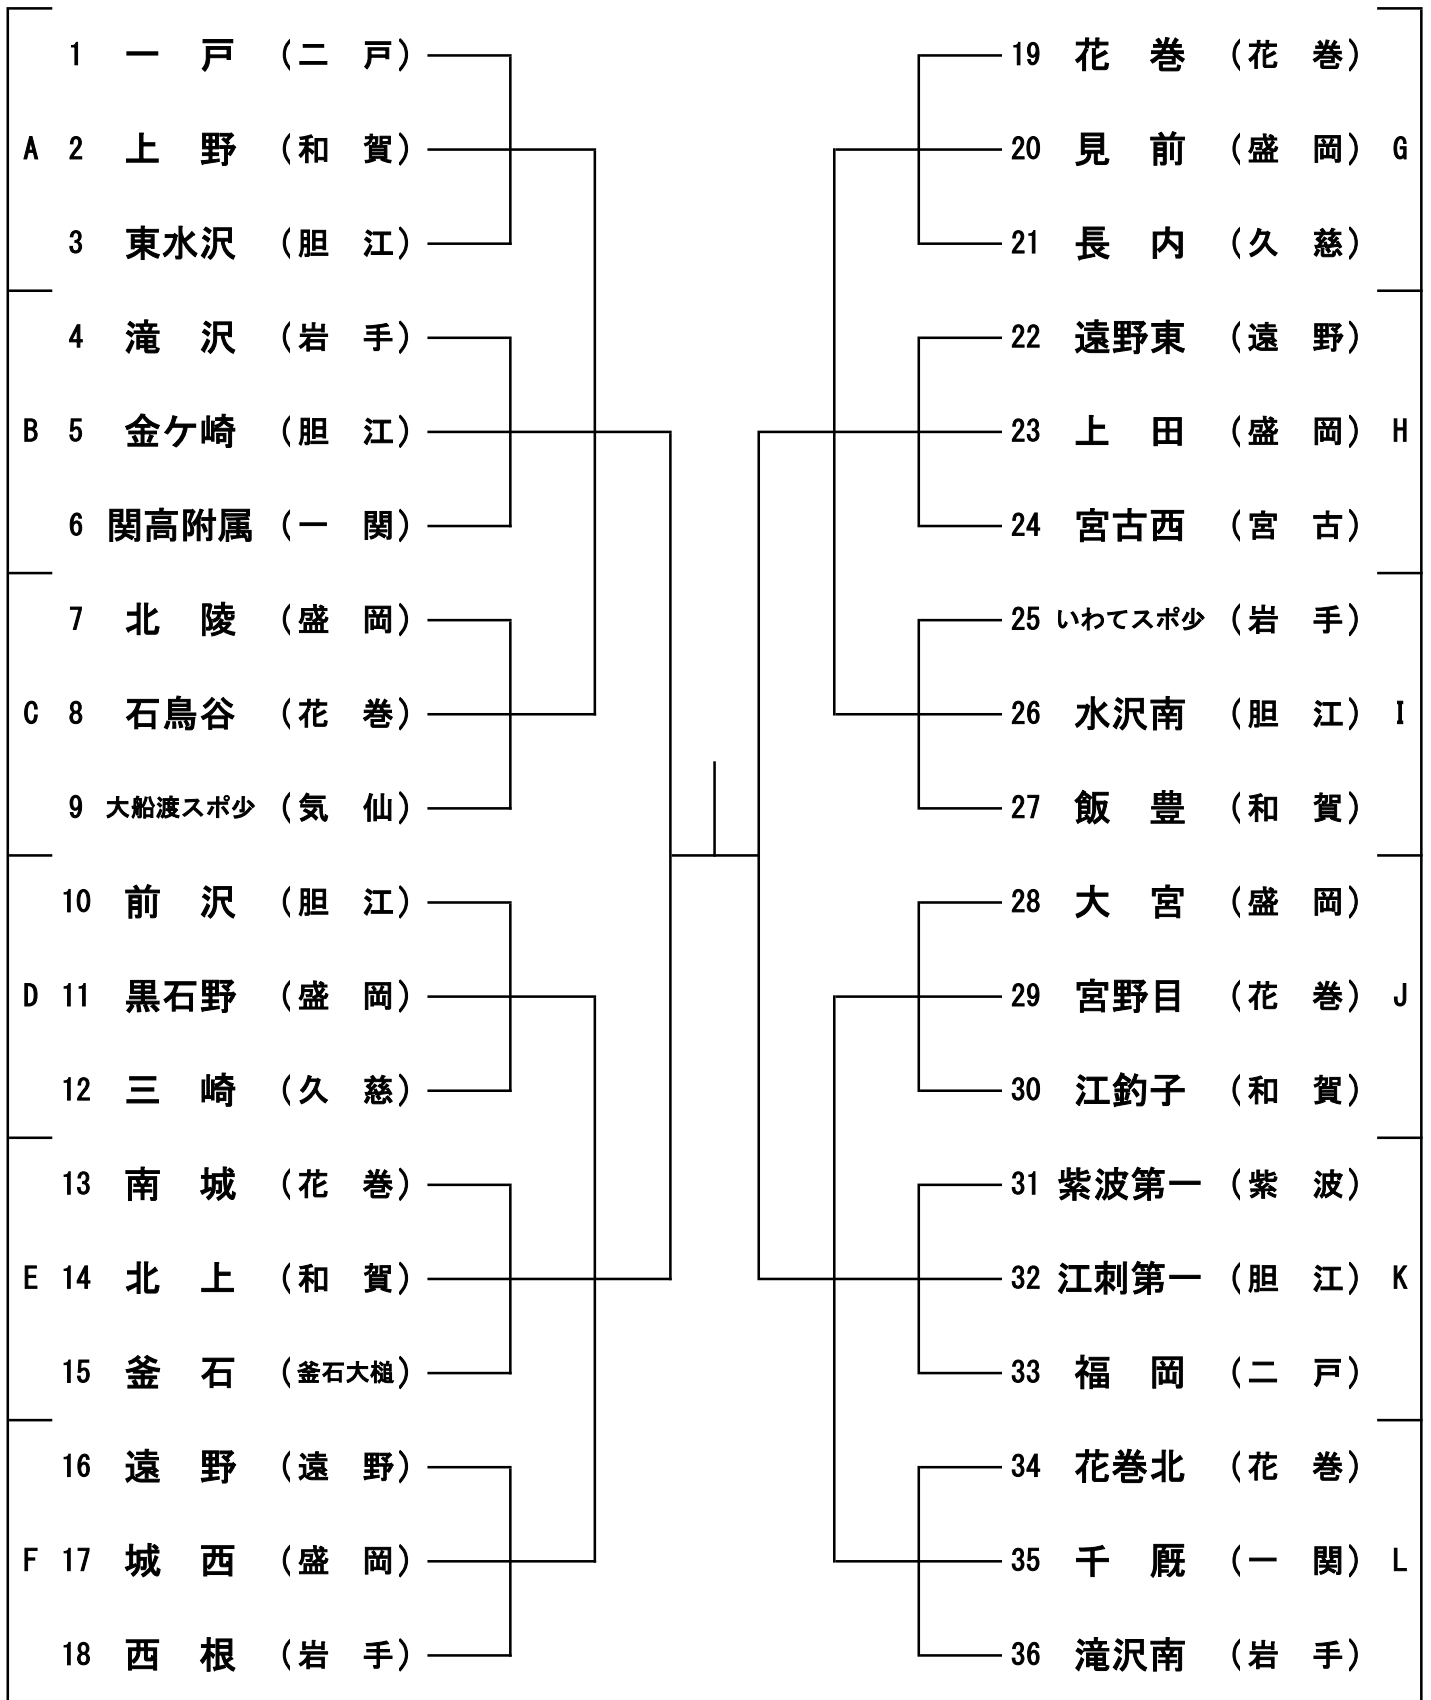 1 一 戸 (二 戸)
A 2 上 野 (和 賀)
3 東水沢 (胆 江)
4 滝 沢 (岩 手)
B 5 金ケ崎 (胆 江)
6 関高附属 (一 関)
7 北 陵 (盛 岡)
C 8 石鳥谷 (花 巻)
9 大船渡スポ少 (気 仙)
10 前 沢 (胆 江)
D 11 黒石野 (盛 岡)
12 三 崎 (久 慈)
13 南 城 (花 巻)
E 14 北 上 (和 賀)
15 釜 石 (釜石大槌)
16 遠 野 (遠 野)
F 17 城 西 (盛 岡)
18 西 根 (岩 手)
19 花 巻 (花 巻)
20 見 前 (盛 岡) G
21 長 内 (久 慈)
22 遠野東 (遠 野)
23 上 田 (盛 岡) H
24 宮古西 (宮 古)
25 いわてスポ少 (岩 手)
26 水沢南 (胆 江) I
27 飯 豊 (和 賀)
28 大 宮 (盛 岡)
29 宮野目 (花 巻) J
30 江釣子 (和 賀)
31 紫波第一 (紫 波)
32 江刺第一 (胆 江) K
33 福 岡 (二 戸)
34 花巻北 (花 巻)
35 千 厩 (一 関) L
36 滝沢南 (岩 手)